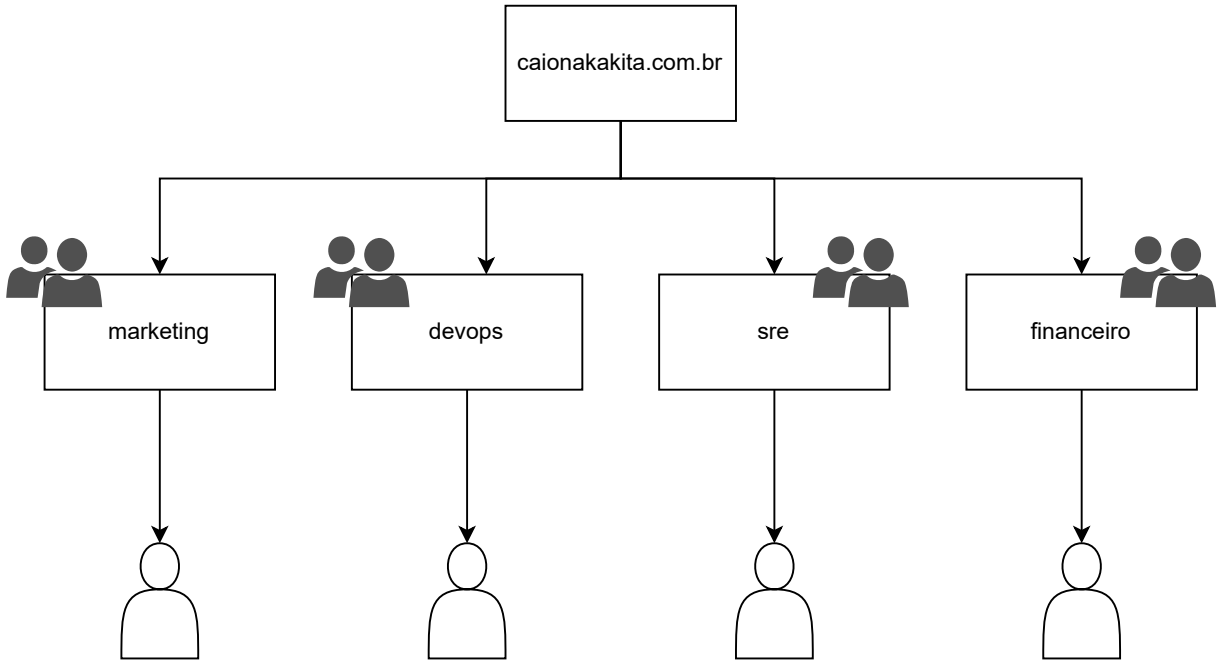 caionakakita.com.br
marketing
devops
sre
financeiro